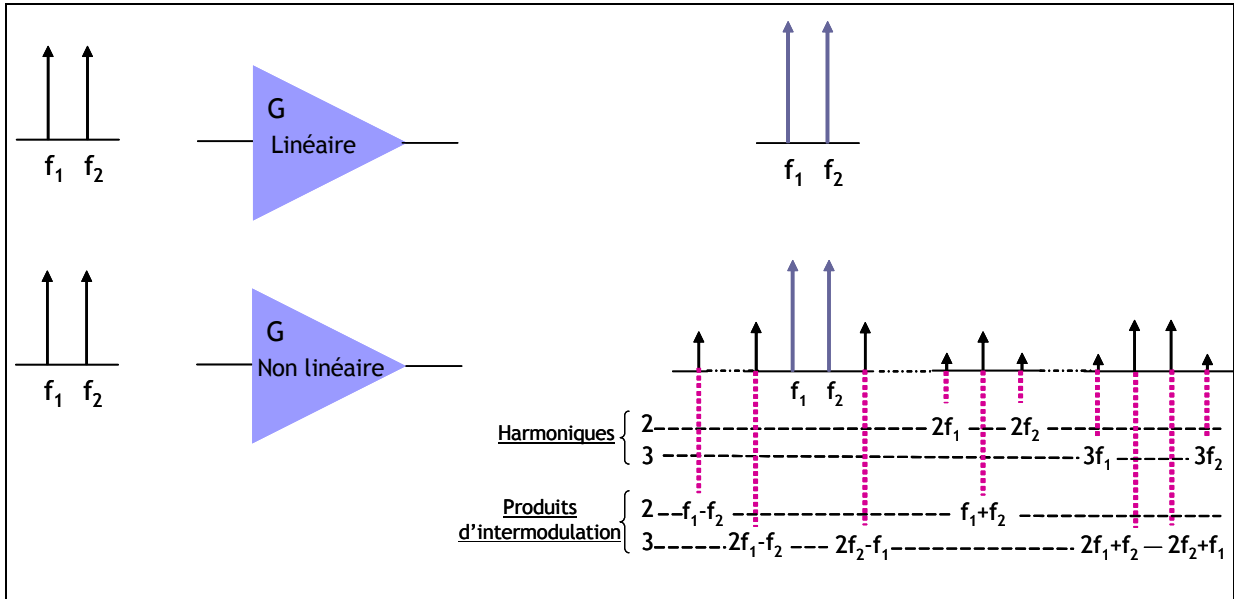 G
Linéaire
f1 f2
f1 f2
G
Non linéaire
f1 f2
f1 f2
Harmoniques
2 2f1 2f2
3 3f1 3f2
Produits
d'intermodulation
2 f1-f2 f1+f2
3 2f1-f2 2f2-f1 2f1+f2 2f2+f1